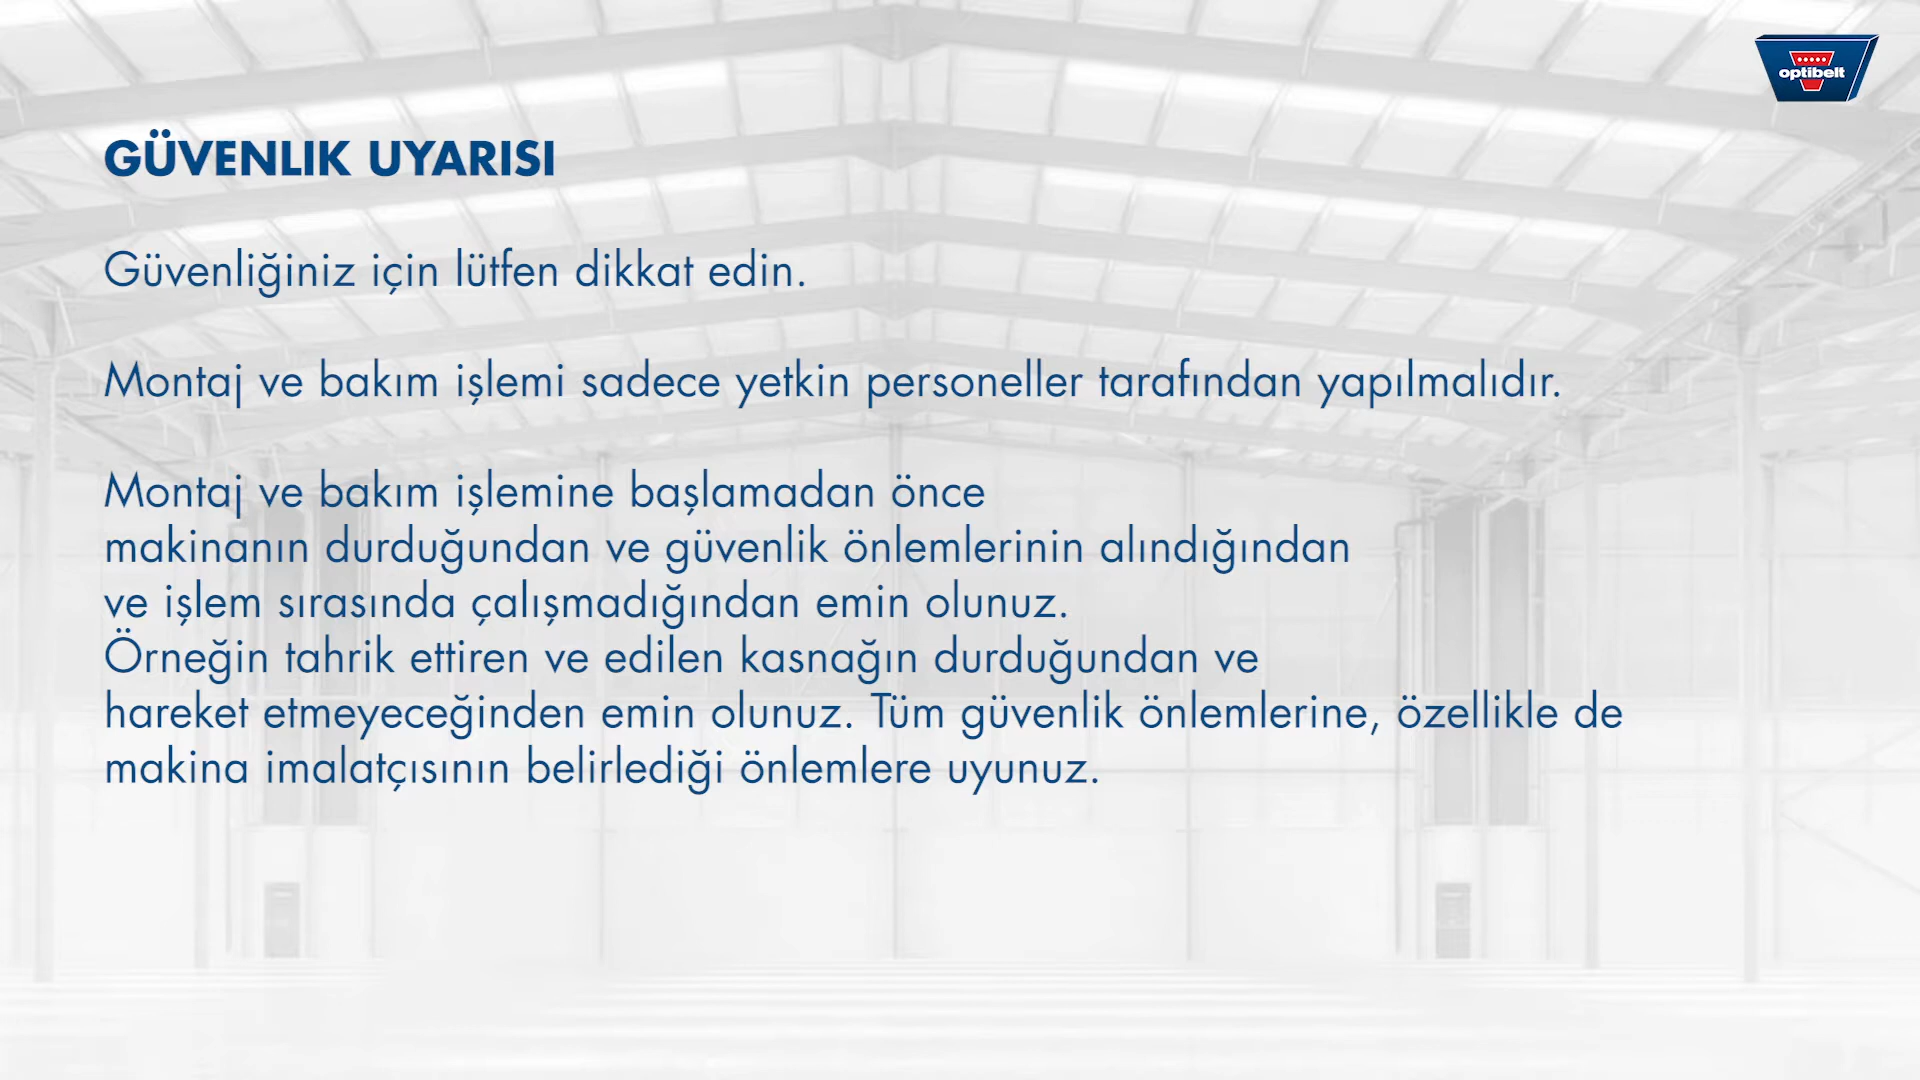 optibelt
GÜVENLIK UYARISI
Güvenliğiniz için lütfen dikkat edin.
Montaj ve bakım işlemi sadece yetkin personeller tarafından yapılmalıdır.
Montaj ve bakım işlemine başlamadan önce
makinanın durduğundan ve güvenlik önlemlerinin alındığından
ve işlem sırasında çalışmadığından emin olunuz.
Örneğin tahrik ettiren ve edilen kasnağın durduğundan ve
hareket etmeyeceğinden emin olunuz. Tüm güvenlik önlemlerine, özellikle de
makina imalatçısının belirlediği önlemlere uyunuz.